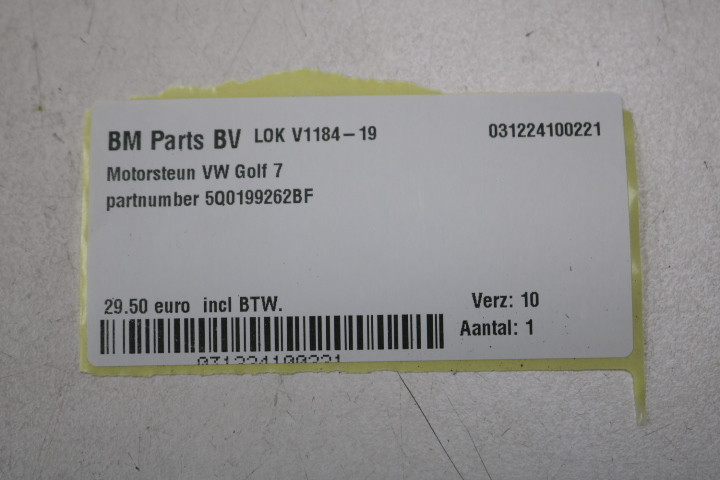 BM Parts BV LOK V1184-19 031224100221
Motorsteun VW Golf 7
partnumber 5Q0199262BF
29.50 euro incl BTW. Verz: 10
Aantal: 1
031224100221